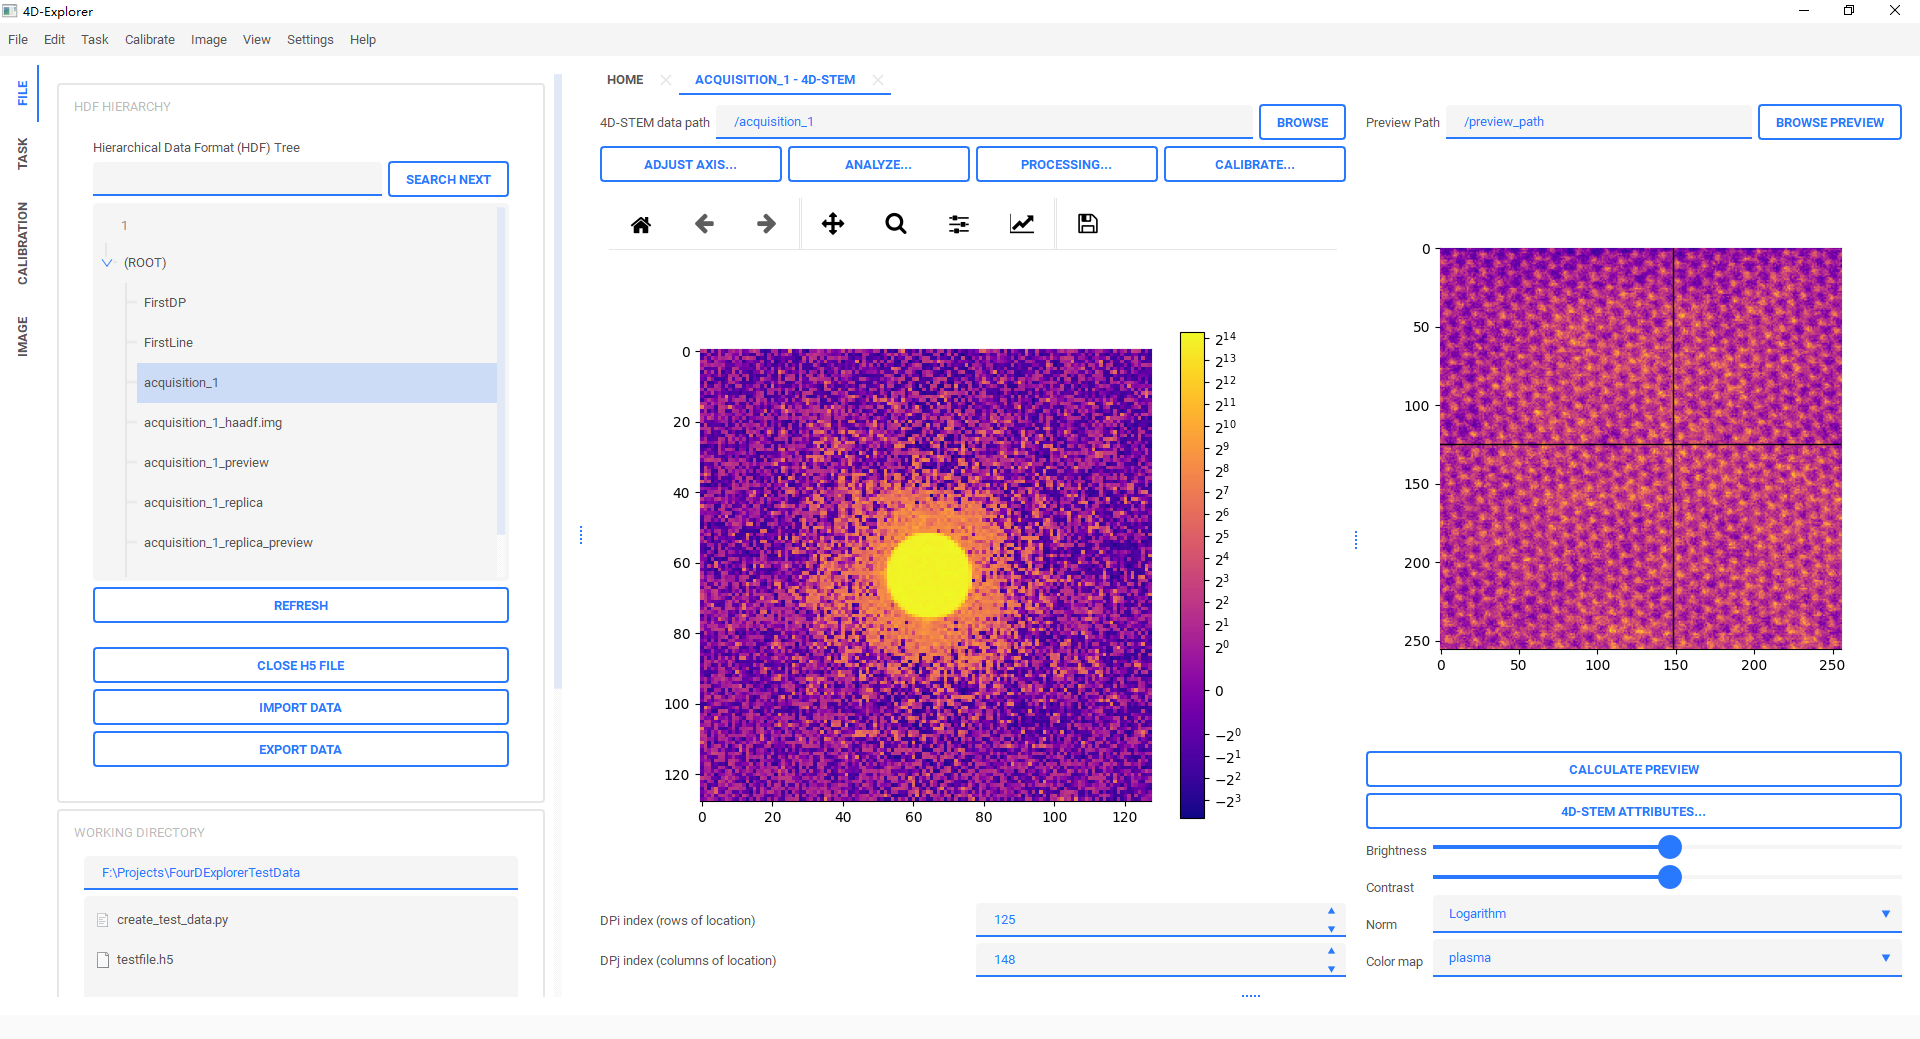 4D-Explorer
File Edit Task Calibrate Image View Settings Help
FILE
TASK
CALIBRATION
IMAGE
HDF HIERARCHY
Hierarchical Data Format (HDF) Tree
SEARCH NEXT
1
(ROOT)
FirstDP
FirstLine
acquisition_1
acquisition_1_haadf.img
acquisition_1_preview
acquisition_1_replica
acquisition_1_replica_preview
REFRESH
CLOSE H5 FILE
IMPORT DATA
EXPORT DATA
WORKING DIRECTORY
F:\Projects\FourDExplorerTestData
create_test_data.py
testfile.h5
HOME ACQUISITION_1 - 4D-STEM
4D-STEM data path /acquisition_1 BROWSE
ADJUST AXIS... ANALYZE... PROCESSING... CALIBRATE...
0
20
40
60
80
100
120
0 20 40 60 80 100 120
2^14
2^13
2^12
2^11
2^10
2^9
2^8
2^7
2^6
2^5
2^4
2^3
2^2
2^1
2^0
0
−2^0
−2^1
−2^2
−2^3
DPi index (rows of location) 125
DPj index (columns of location) 148
Preview Path /preview_path BROWSE PREVIEW
0
50
100
150
200
250
0 50 100 150 200 250
CALCULATE PREVIEW
4D-STEM ATTRIBUTES...
Brightness
Contrast
Norm Logarithm
Color map plasma